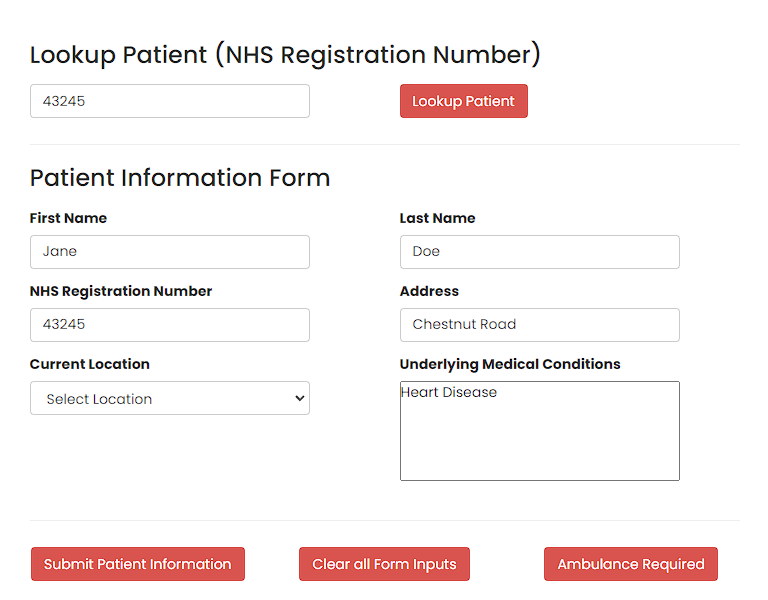 Lookup Patient (NHS Registration Number)
43245
Lookup Patient
Patient Information Form
First Name
Last Name
Jane
Doe
NHS Registration Number
Address
43245
Chestnut Road
Current Location
Underlying Medical Conditions
Select Location
Heart Disease
Submit Patient Information
Clear all Form Inputs
Ambulance Required